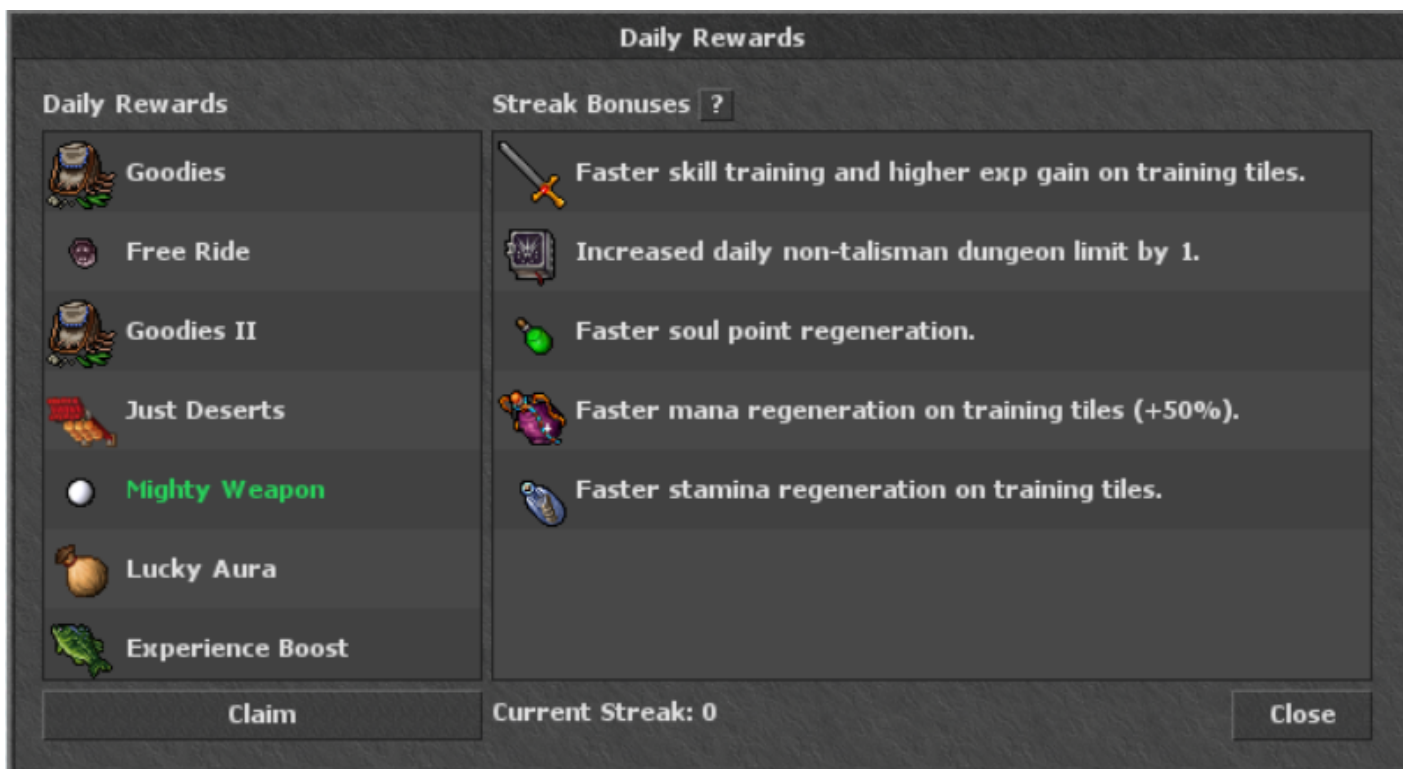 Daily Rewards
Daily Rewards
Streak Bonuses ?
Goodies
Faster skill training and higher exp gain on training tiles.
Free Ride
Increased daily non-talisman dungeon limit by 1.
Goodies II
Faster soul point regeneration.
Just Deserts
Faster mana regeneration on training tiles (+50%).
Mighty Weapon
Faster stamina regeneration on training tiles.
Lucky Aura
Experience Boost
Claim
Current Streak: 0
Close